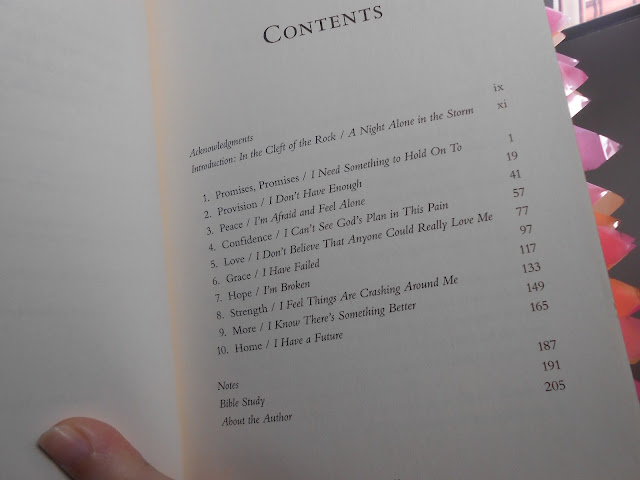 CONTENTS
Acknowledgments ix
Introduction: In the Cleft of the Rock / A Night Alone in the Storm xi
1. Promises, Promises / I Need Something to Hold On To 1
2. Provision / I Don't Have Enough 19
3. Peace / I'm Afraid and Feel Alone 41
4. Confidence / I Can't See God's Plan in This Pain 57
5. Love / I Don't Believe That Anyone Could Really Love Me 77
6. Grace / I Have Failed 97
7. Hope / I'm Broken 117
8. Strength / I Feel Things Are Crashing Around Me 133
9. More / I Know There's Something Better 149
10. Home / I Have a Future 165
Notes 187
Bible Study 191
About the Author 205